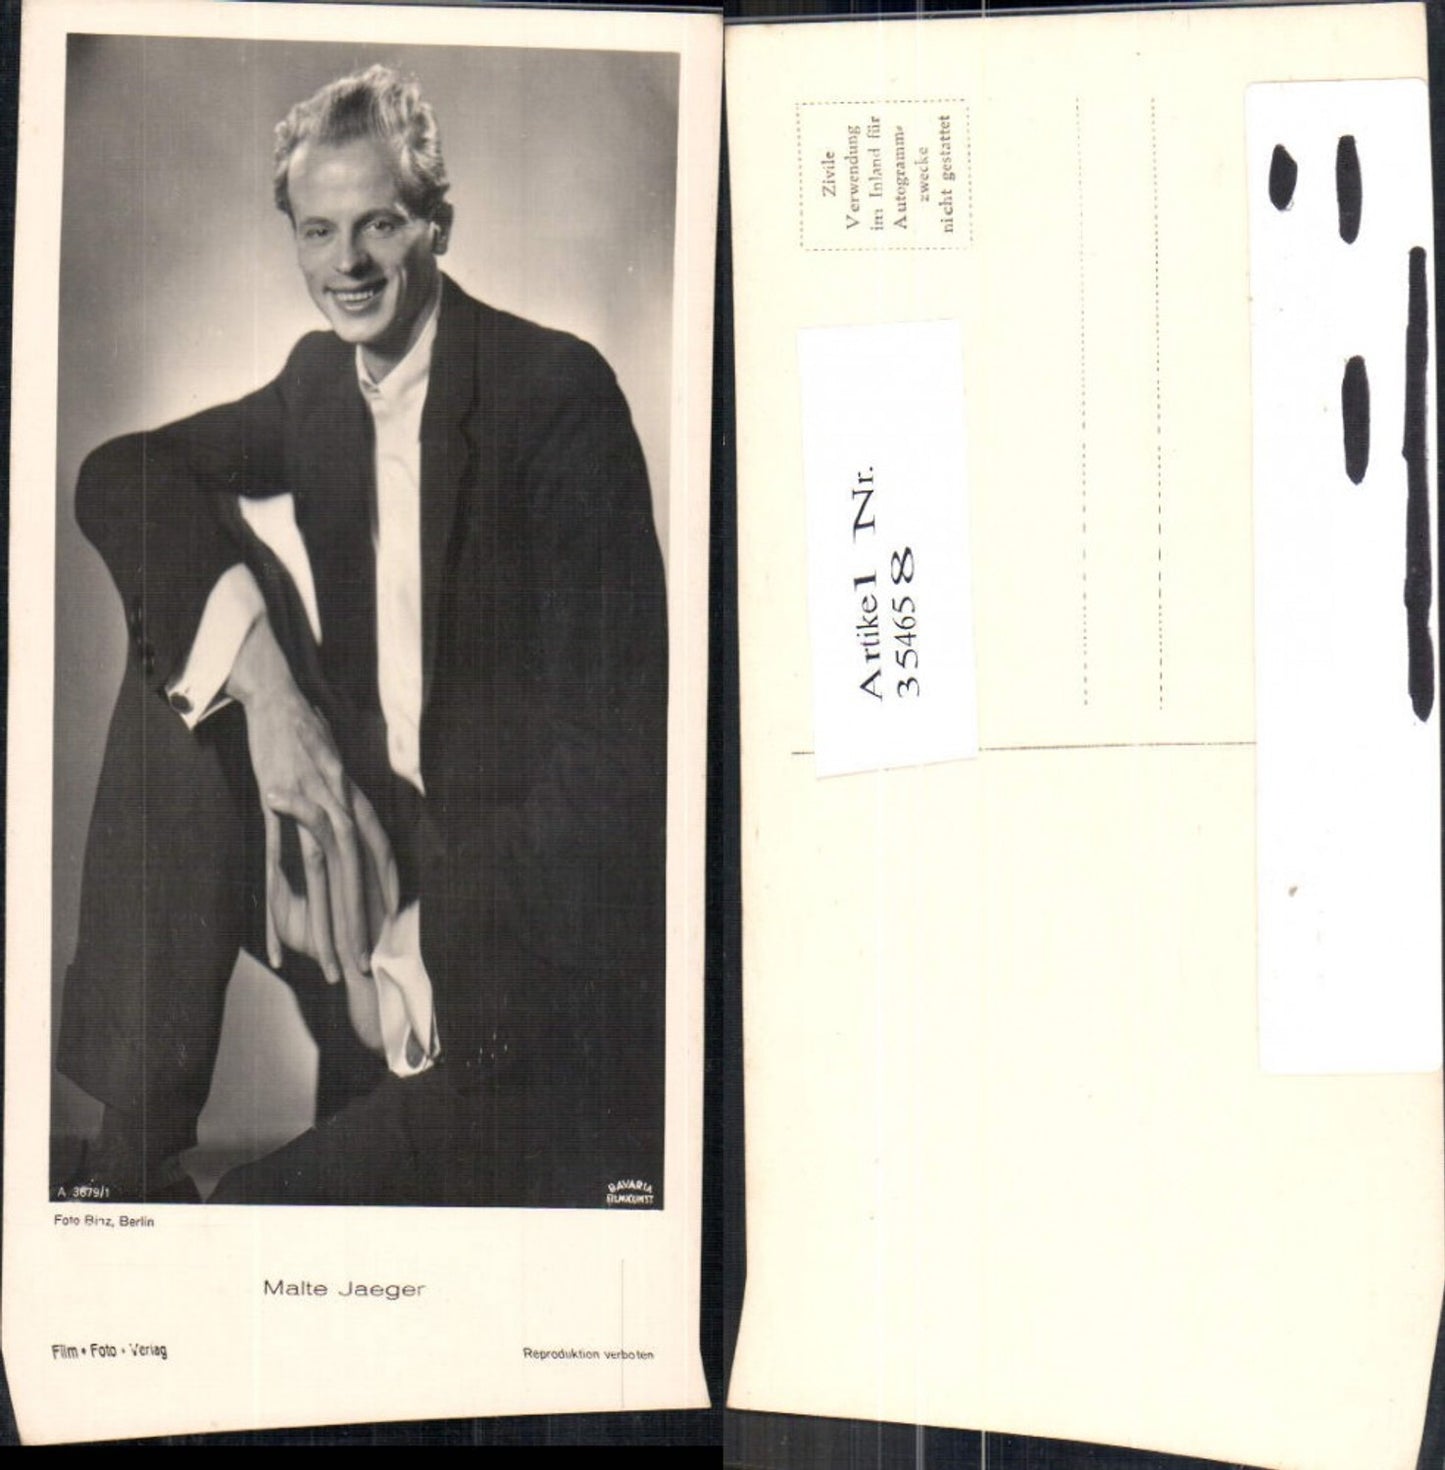 A 3679/1
BAVARIA
FILMKUNST
Foto Binz, Berlin
Malte Jaeger
Film • Foto • Verlag
Reproduktion verboten
Zivile
Verwendung
im Inland für
Autogramme
zwecke
nicht gestattet
Artikel Nr.
354658